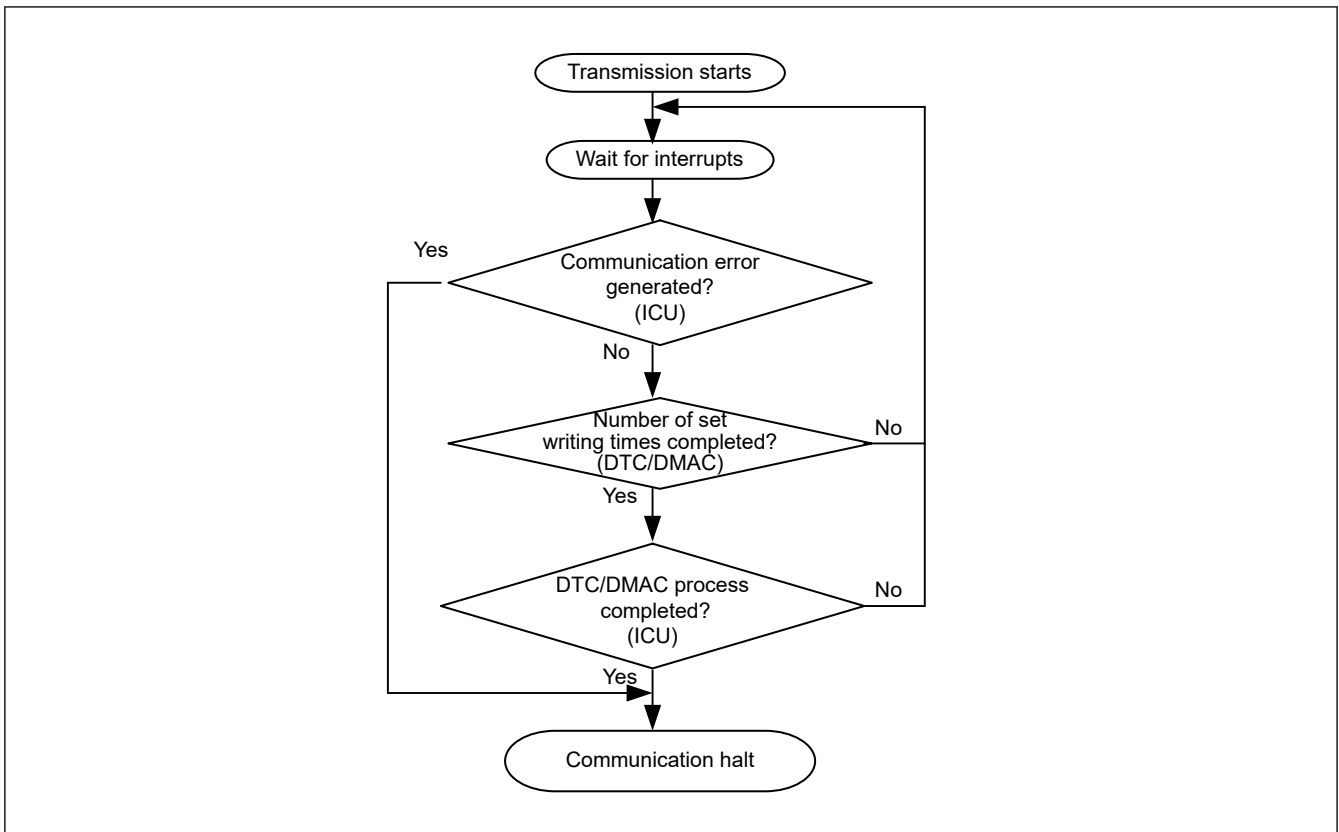 Transmission starts
Wait for interrupts
Yes
Communication error
generated?
(ICU)
No
Number of set
writing times completed?
(DTC/DMAC)
No
Yes
DTC/DMAC process
completed?
(ICU)
No
Yes
Communication halt